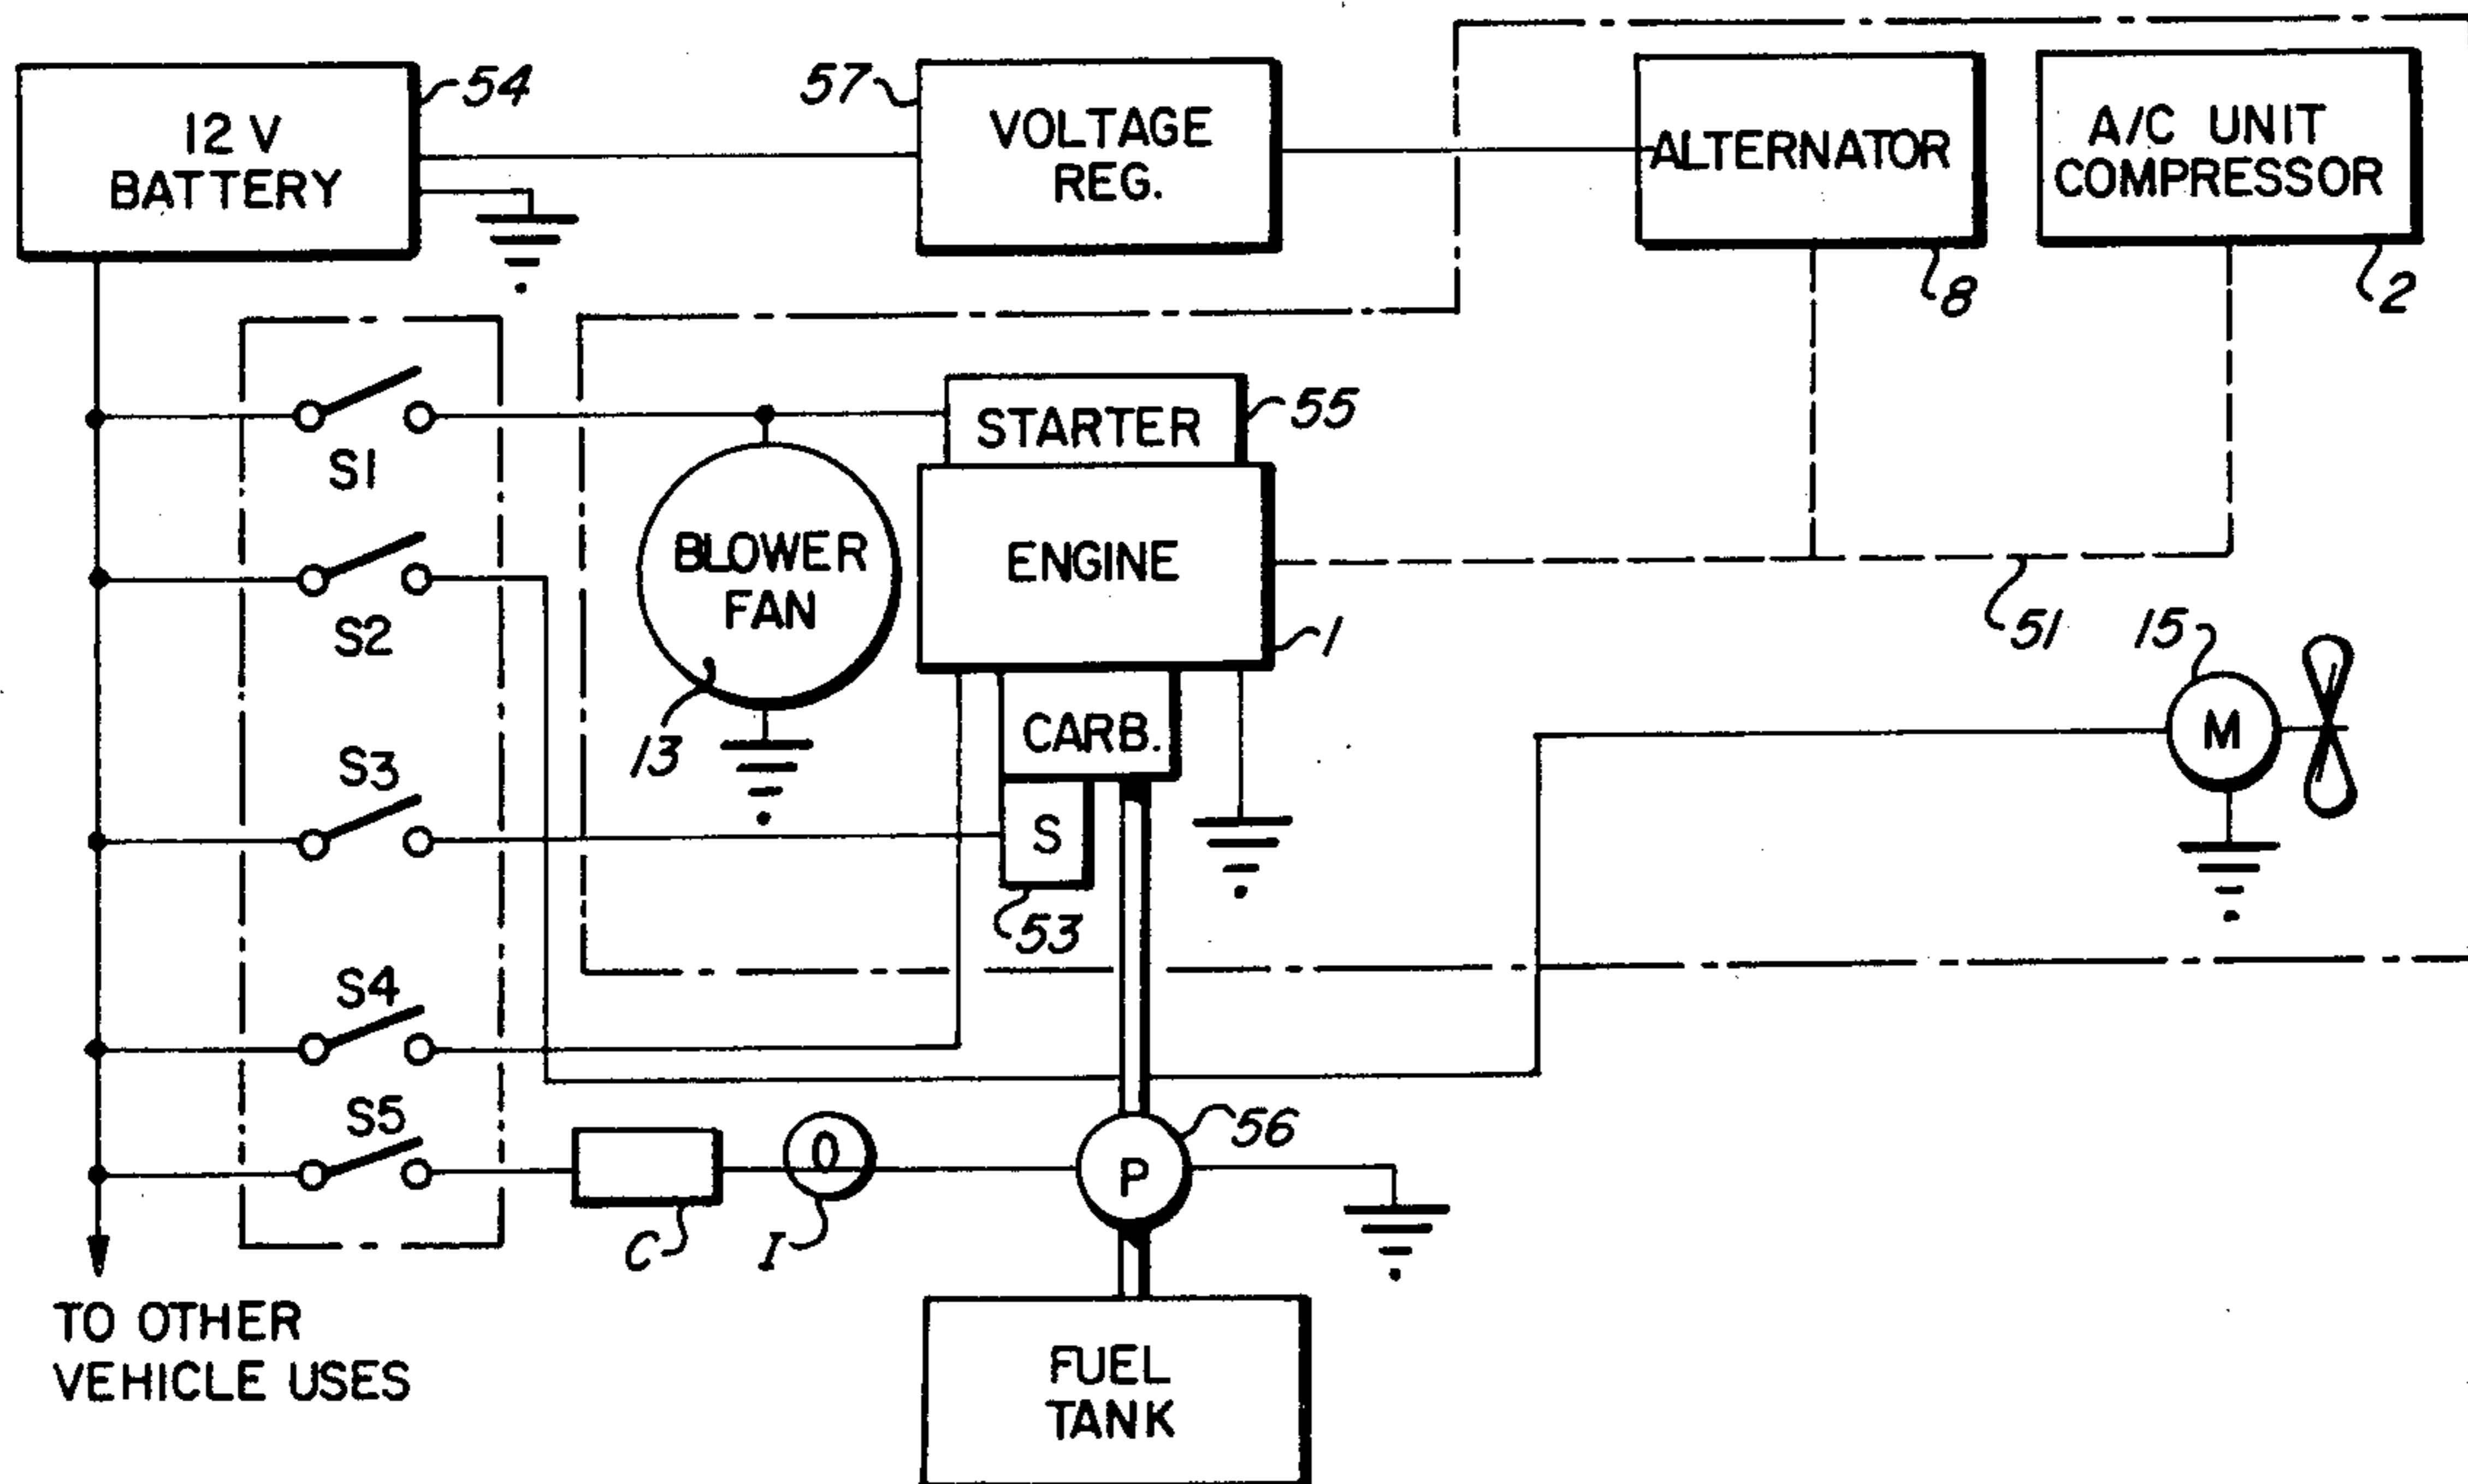 12 V
BATTERY
54
57
VOLTAGE
REG.
ALTERNATOR
8
A/C UNIT
COMPRESSOR
2
S1
STARTER
55
BLOWER
FAN
13
ENGINE
1
51
15
M
S2
CARB.
S3
S
53
S4
S5
C
I
P
56
FUEL
TANK
TO OTHER
VEHICLE USES